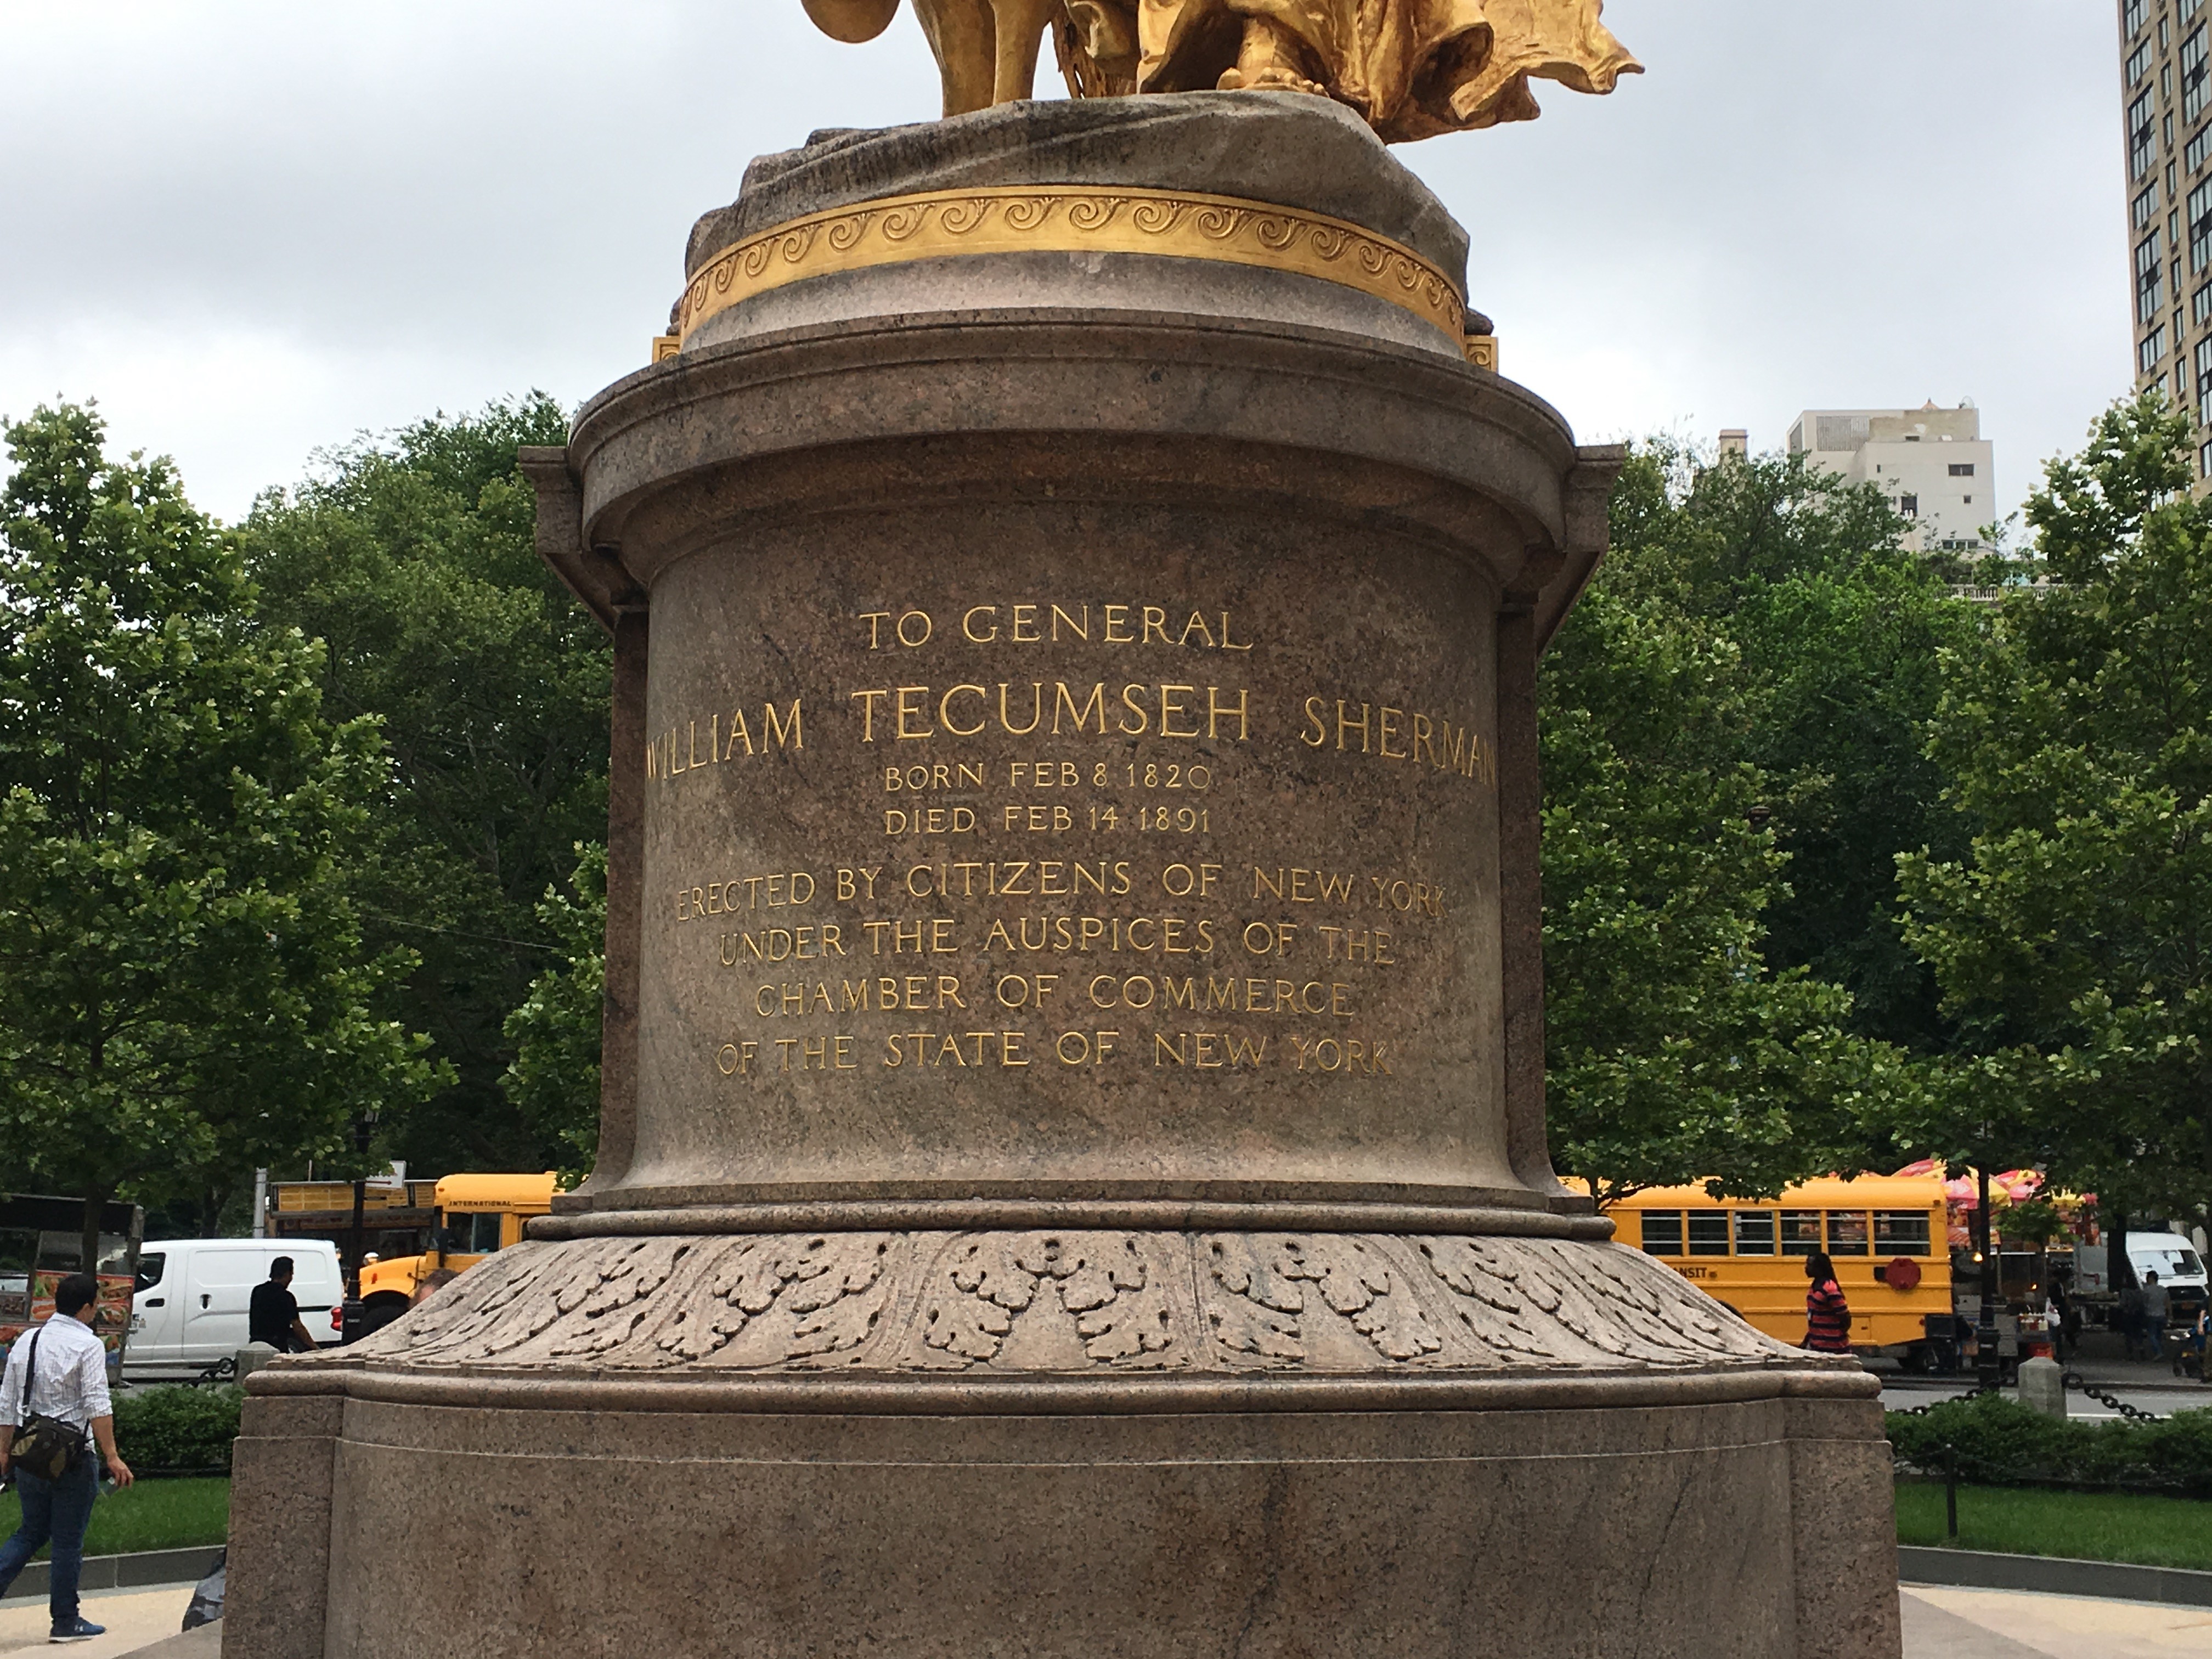 TO GENERAL
WILLIAM TECUMSEH SHERMAN
BORN FEB 8 1820
DIED FEB 14 1891
ERECTED BY CITIZENS OF NEW YORK
UNDER THE AUSPICES OF THE
CHAMBER OF COMMERCE
OF THE STATE OF NEW YORK
INTERNATIONAL